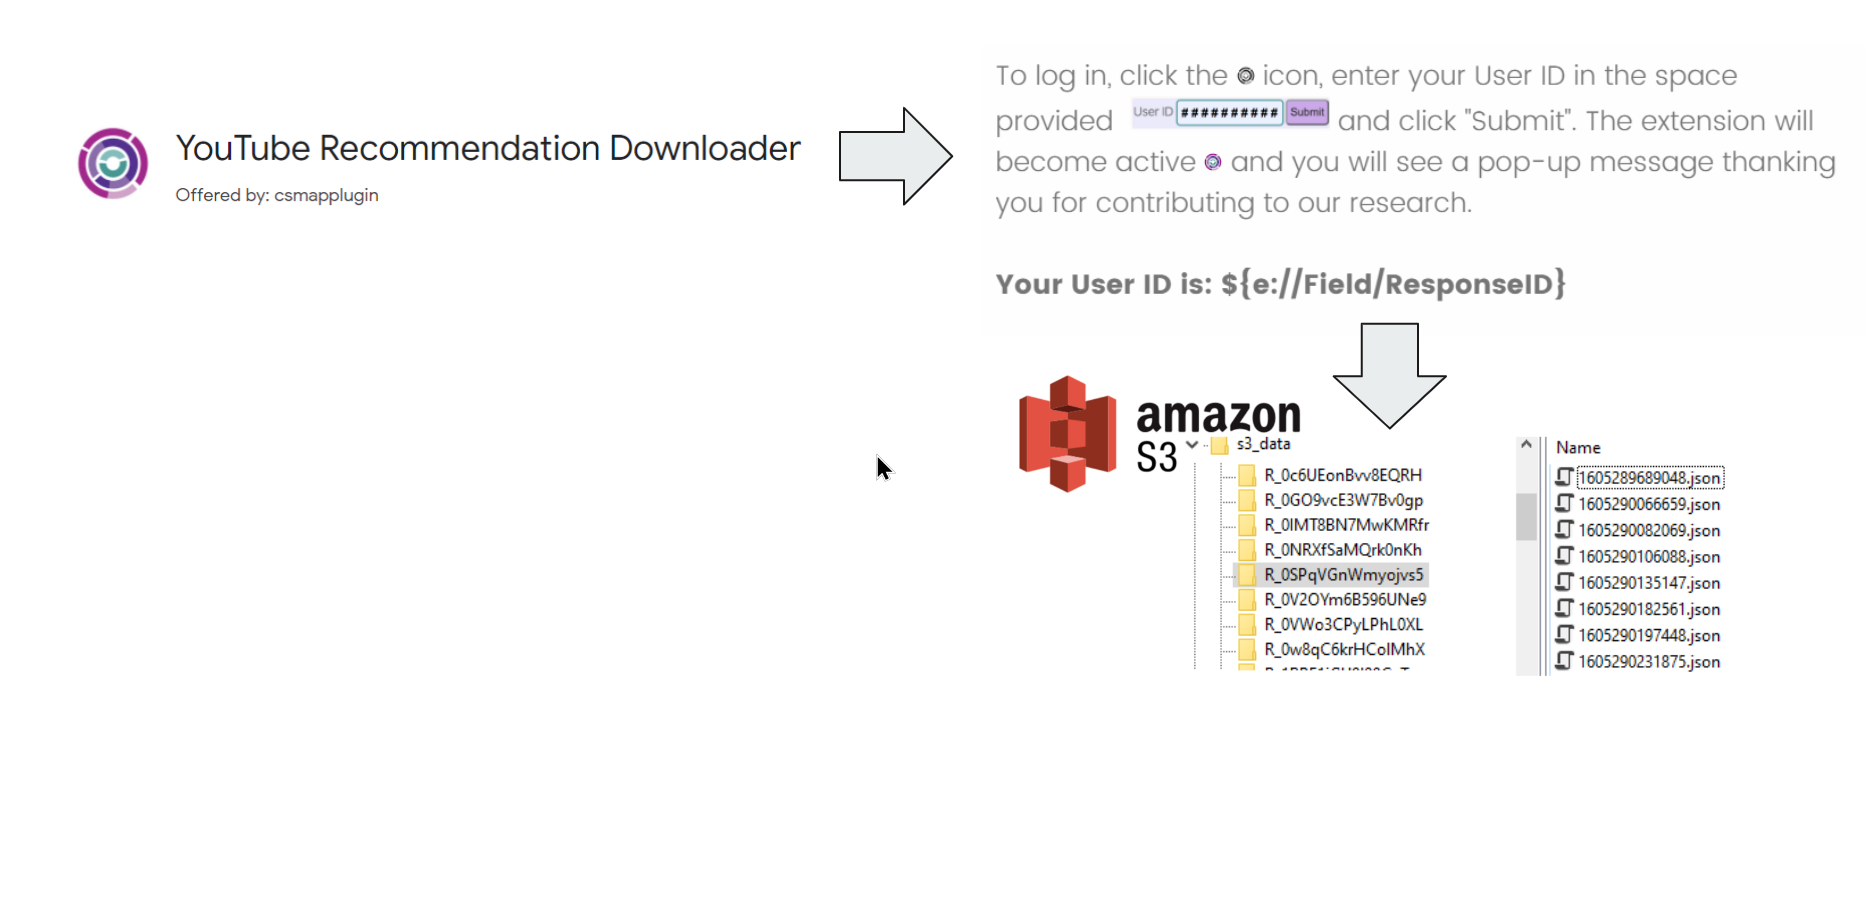 YouTube Recommendation Downloader
Offered by: csmapplugin
To log in, click the icon, enter your User ID in the space
provided User ID ########## Submit and click "Submit". The extension will
become active and you will see a pop-up message thanking
you for contributing to our research.
Your User ID is: ${e://Field/ResponseID}
amazon
S3
s3_data
R_0c6UEonBvv8EQRH
R_0GO9vcE3W7Bv0gp
R_0IMT8BN7MwKMRfr
R_0NRXfSaMQrk0nKh
R_0SPqVGnWmyojvs5
R_0V2OYm6B596UNe9
R_0VWo3CPyLPhL0XL
R_0w8qC6krHCoIMhX
Name
1605289689048.json
1605290066659.json
1605290082069.json
1605290106088.json
1605290135147.json
1605290182561.json
1605290197448.json
1605290231875.json